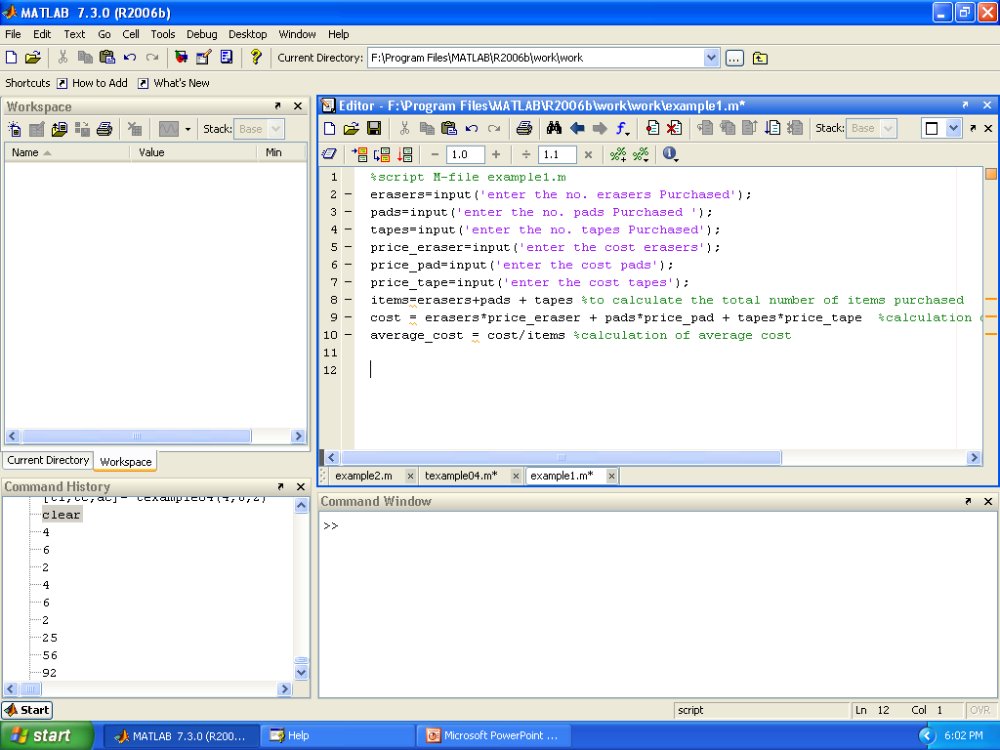 MATLAB 7.3.0 (R2006b)
File Edit Text Go Cell Tools Debug Desktop Window Help
Current Directory: F:\Program Files\MATLAB\R2006b\work\work ...
Shortcuts How to Add What's New
Workspace
Stack: Base
Name Value Min
Current Directory Workspace
Command History
[ti,tc,ac]= texample04(4,6,2)
clear
4
6
2
4
6
2
25
56
92
Editor - F:\Program Files\MATLAB\R2006b\work\work\example1.m*
Stack: Base
− 1.0 + ÷ 1.1 ×
1 %script M-file example1.m
2 - erasers=input('enter the no. erasers Purchased');
3 - pads=input('enter the no. pads Purchased ');
4 - tapes=input('enter the no. tapes Purchased');
5 - price_eraser=input('enter the cost erasers');
6 - price_pad=input('enter the cost pads');
7 - price_tape=input('enter the cost tapes');
8 - items=erasers+pads + tapes %to calculate the total number of items purchased
9 - cost = erasers*price_eraser + pads*price_pad + tapes*price_tape %calculation
10 - average_cost = cost/items %calculation of average cost
11
12
example2.m texample04.m* example1.m*
Command Window
>>
Start
script Ln 12 Col 1 OVR
start MATLAB 7.3.0 (R200... Help Microsoft PowerPoint ... 6:02 PM